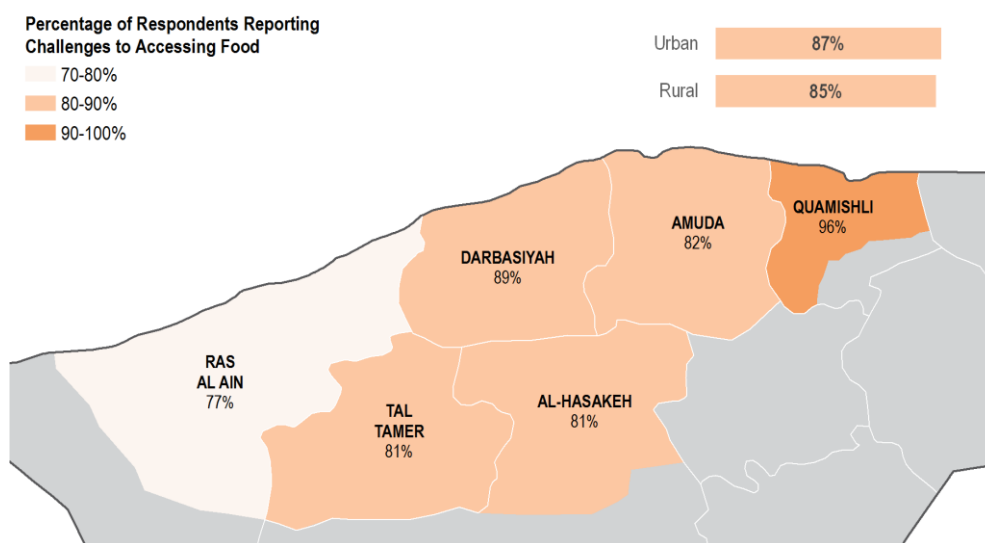 Percentage of Respondents Reporting
Challenges to Accessing Food
70-80%
80-90%
90-100%
Urban 87%
Rural 85%
QUAMISHLI
96%
AMUDA
82%
DARBASIYAH
89%
RAS
AL AIN
77%
TAL
TAMER
81%
AL-HASAKEH
81%